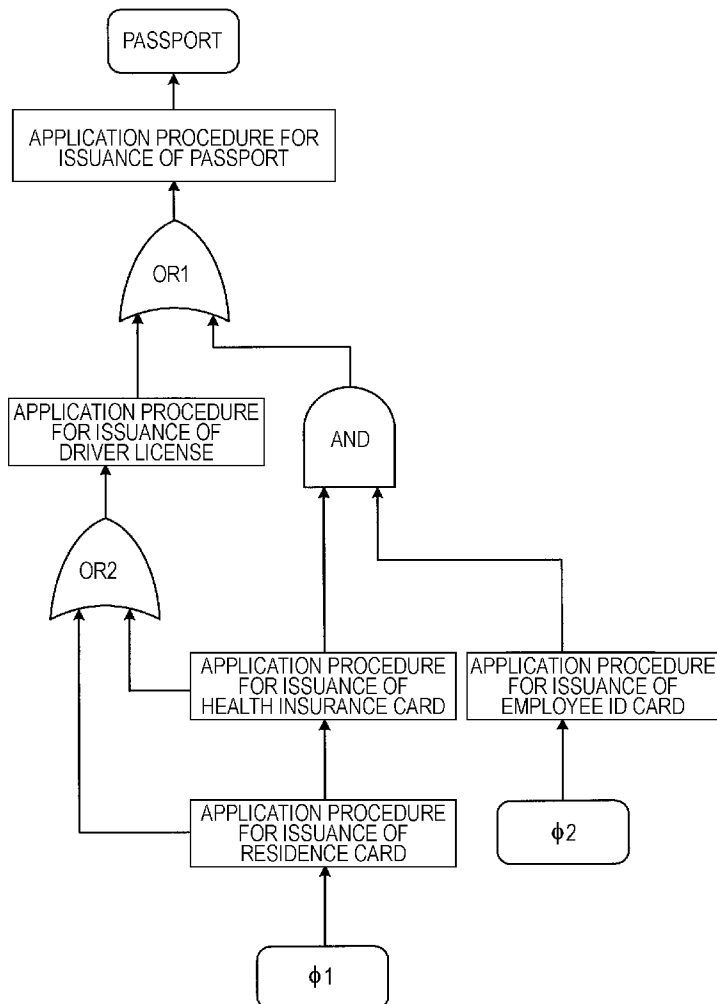 PASSPORT
APPLICATION PROCEDURE FOR
ISSUANCE OF PASSPORT
OR1
APPLICATION PROCEDURE
FOR ISSUANCE OF
DRIVER LICENSE
AND
OR2
APPLICATION PROCEDURE
FOR ISSUANCE OF
HEALTH INSURANCE CARD
APPLICATION PROCEDURE
FOR ISSUANCE OF
EMPLOYEE ID CARD
APPLICATION PROCEDURE
FOR ISSUANCE OF
RESIDENCE CARD
ϕ2
ϕ1